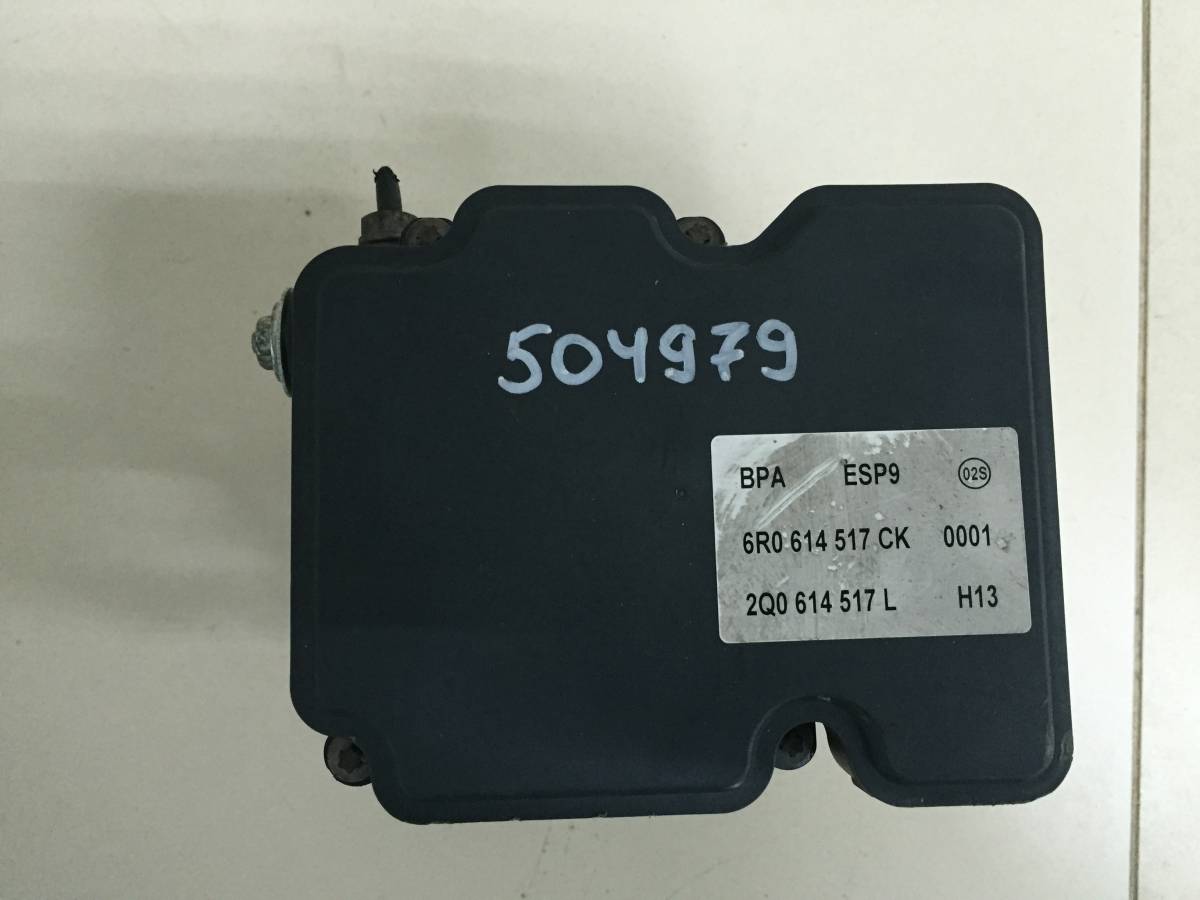 504979
BPA ESP9 02S
6R0 614 517 CK 0001
2Q0 614 517 L H13